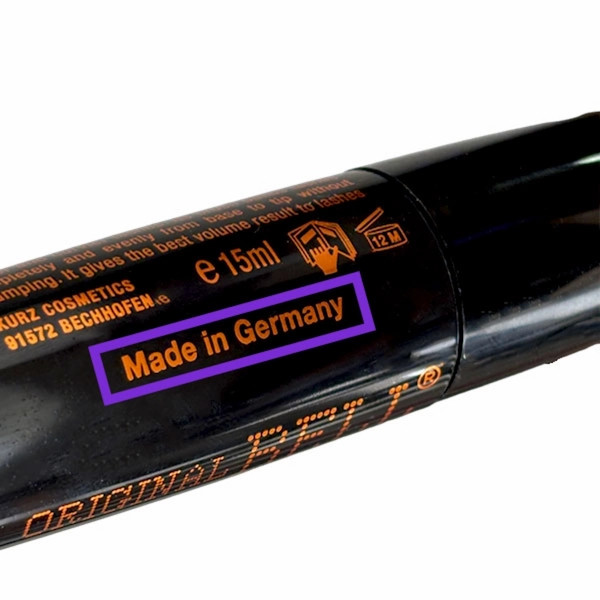 pletely and evenly from base to tip without
mping. It gives the best volume result to lashes
KURZ COSMETICS
91572 BECHHOFEN
e 15ml
12 M
Made in Germany
ORIGINAL BELL®